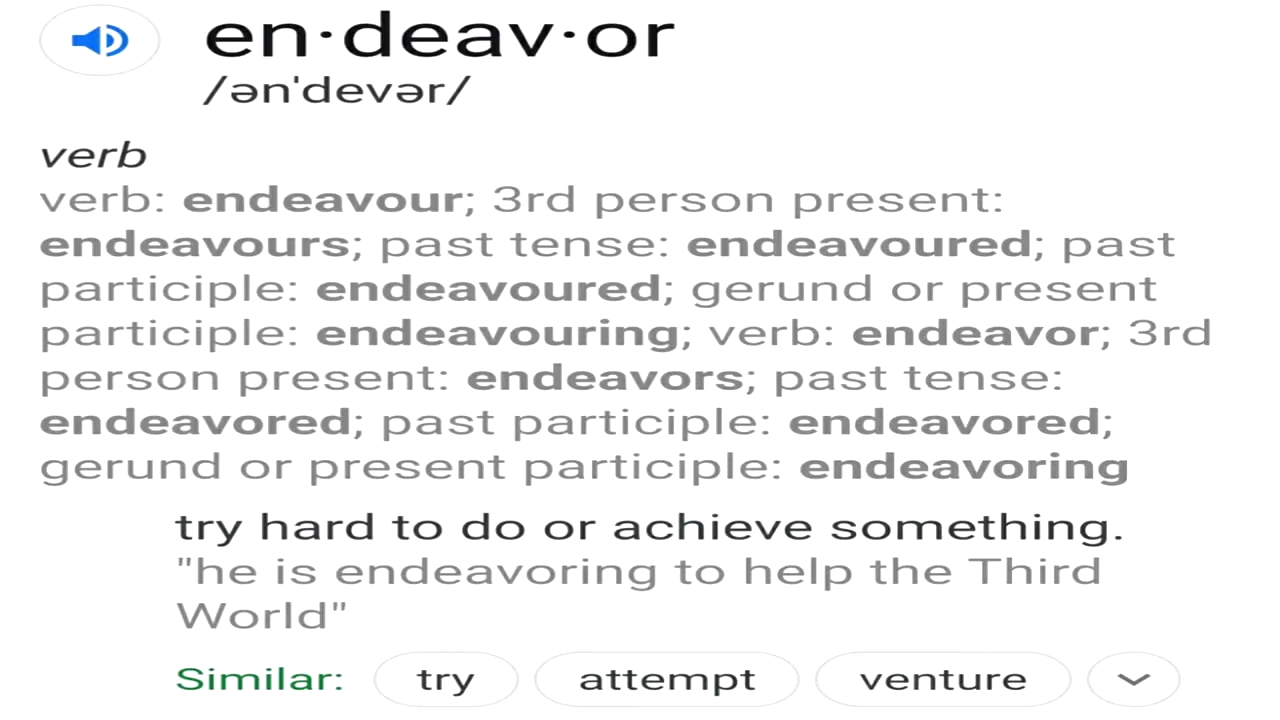 en·deav·or
/ən'devər/
verb
verb: endeavour; 3rd person present:
endeavours; past tense: endeavoured; past
participle: endeavoured; gerund or present
participle: endeavouring; verb: endeavor; 3rd
person present: endeavors; past tense:
endeavored; past participle: endeavored;
gerund or present participle: endeavoring
try hard to do or achieve something.
"he is endeavoring to help the Third
World"
Similar: try attempt venture